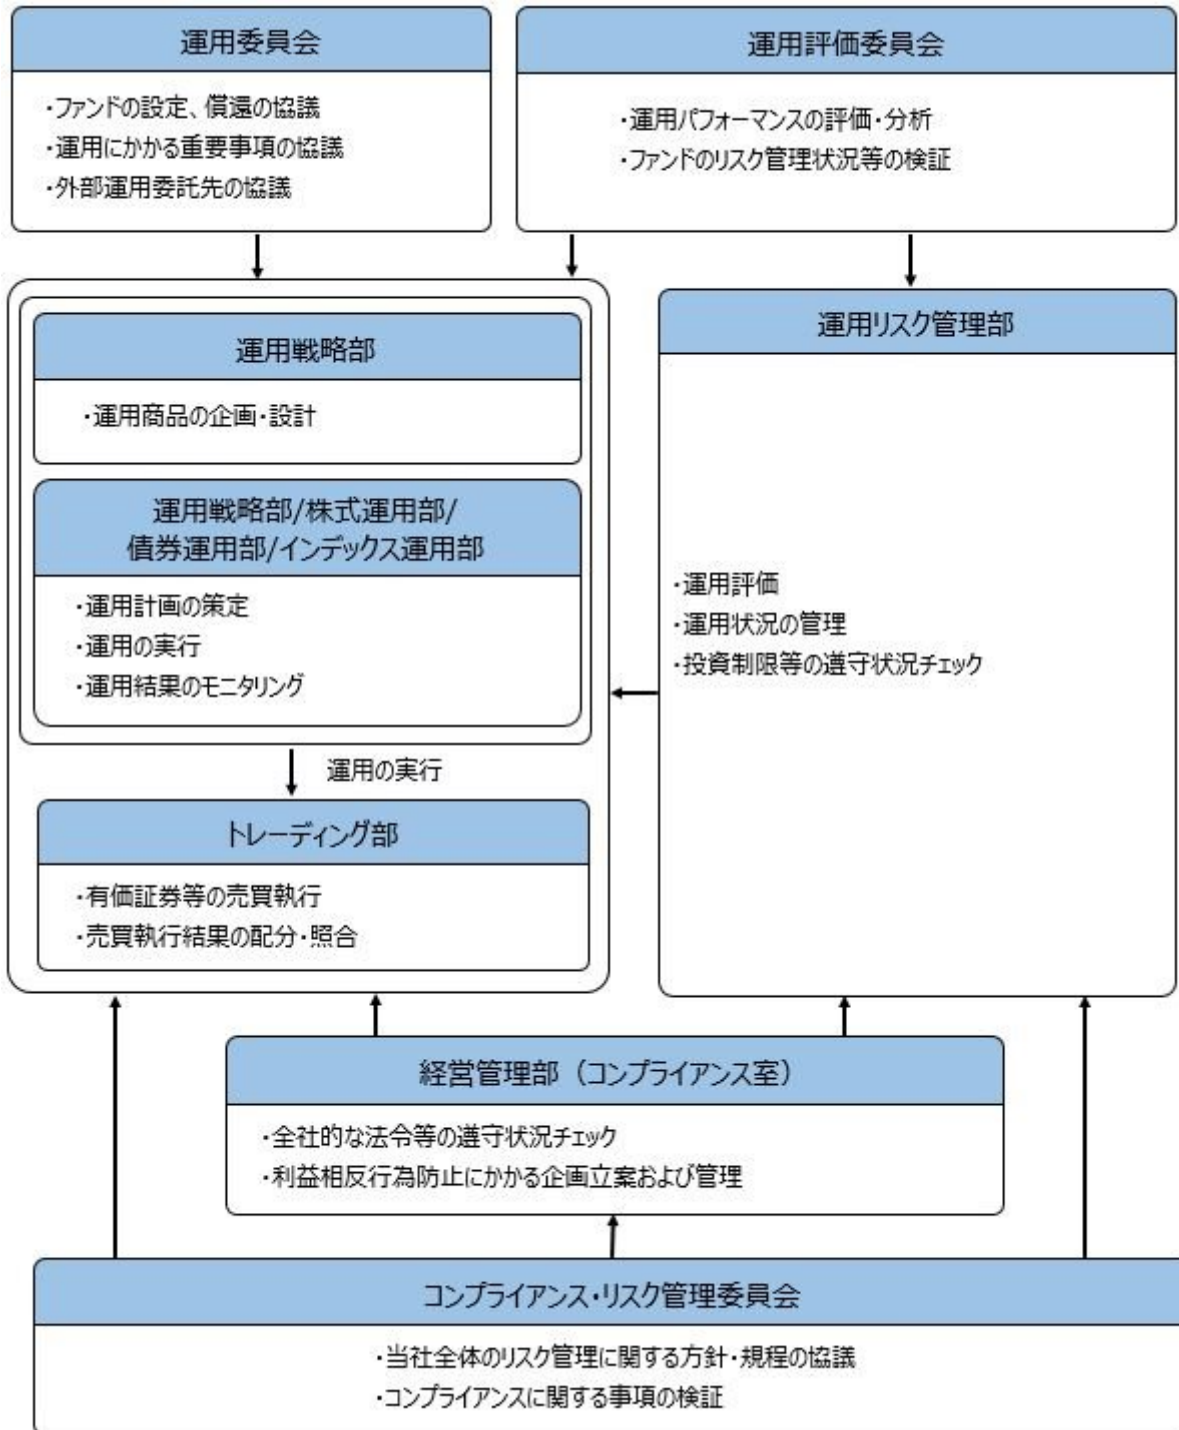 運用委員会
・ファンドの設定、償還の協議
・運用にかかる重要事項の協議
・外部運用委託先の協議
運用評価委員会
・運用パフォーマンスの評価・分析
・ファンドのリスク管理状況等の検証
運用戦略部
・運用商品の企画・設計
運用戦略部/株式運用部/
債券運用部/インデックス運用部
・運用計画の策定
・運用の実行
・運用結果のモニタリング
運用の実行
トレーディング部
・有価証券等の売買執行
・売買執行結果の配分・照合
運用リスク管理部
・運用評価
・運用状況の管理
・投資制限等の遵守状況チェック
経営管理部（コンプライアンス室）
・全社的な法令等の遵守状況チェック
・利益相反行為防止にかかる企画立案および管理
コンプライアンス・リスク管理委員会
・当社全体のリスク管理に関する方針・規程の協議
・コンプライアンスに関する事項の検証